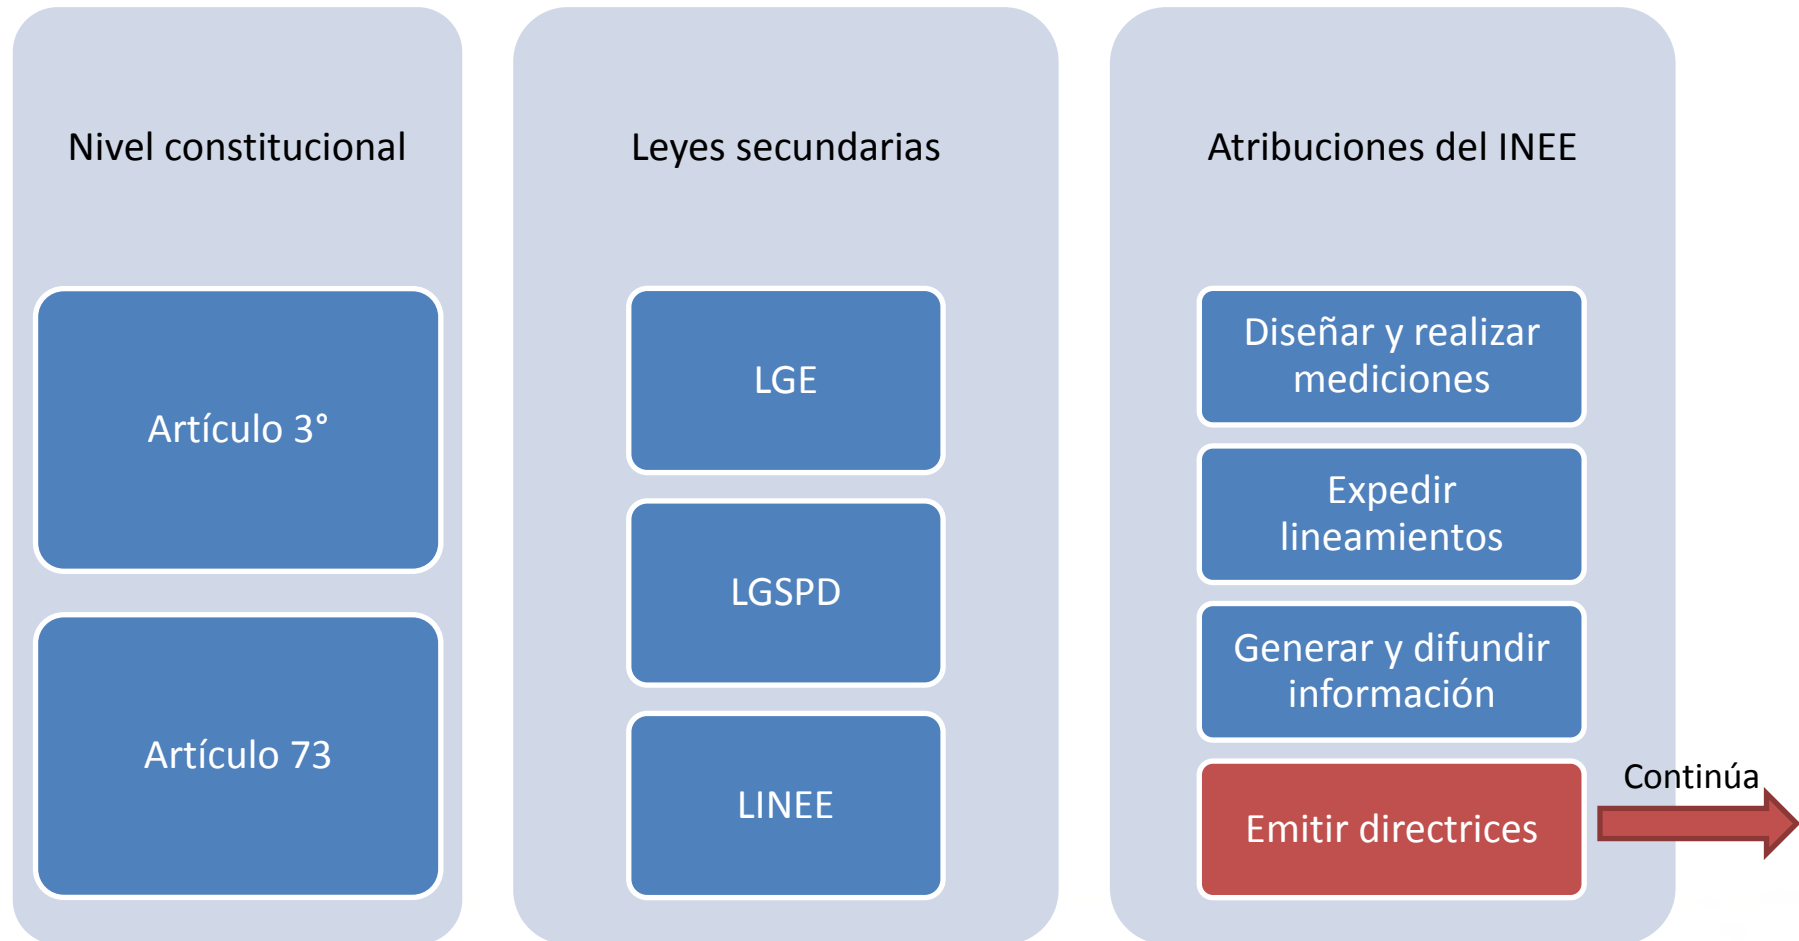 Nivel constitucional
Artículo 3°
Artículo 73
Leyes secundarias
LGE
LGSPD
LINEE
Atribuciones del INEE
Diseñar y realizar
mediciones
Expedir
lineamientos
Generar y difundir
información
Emitir directrices
Continúa